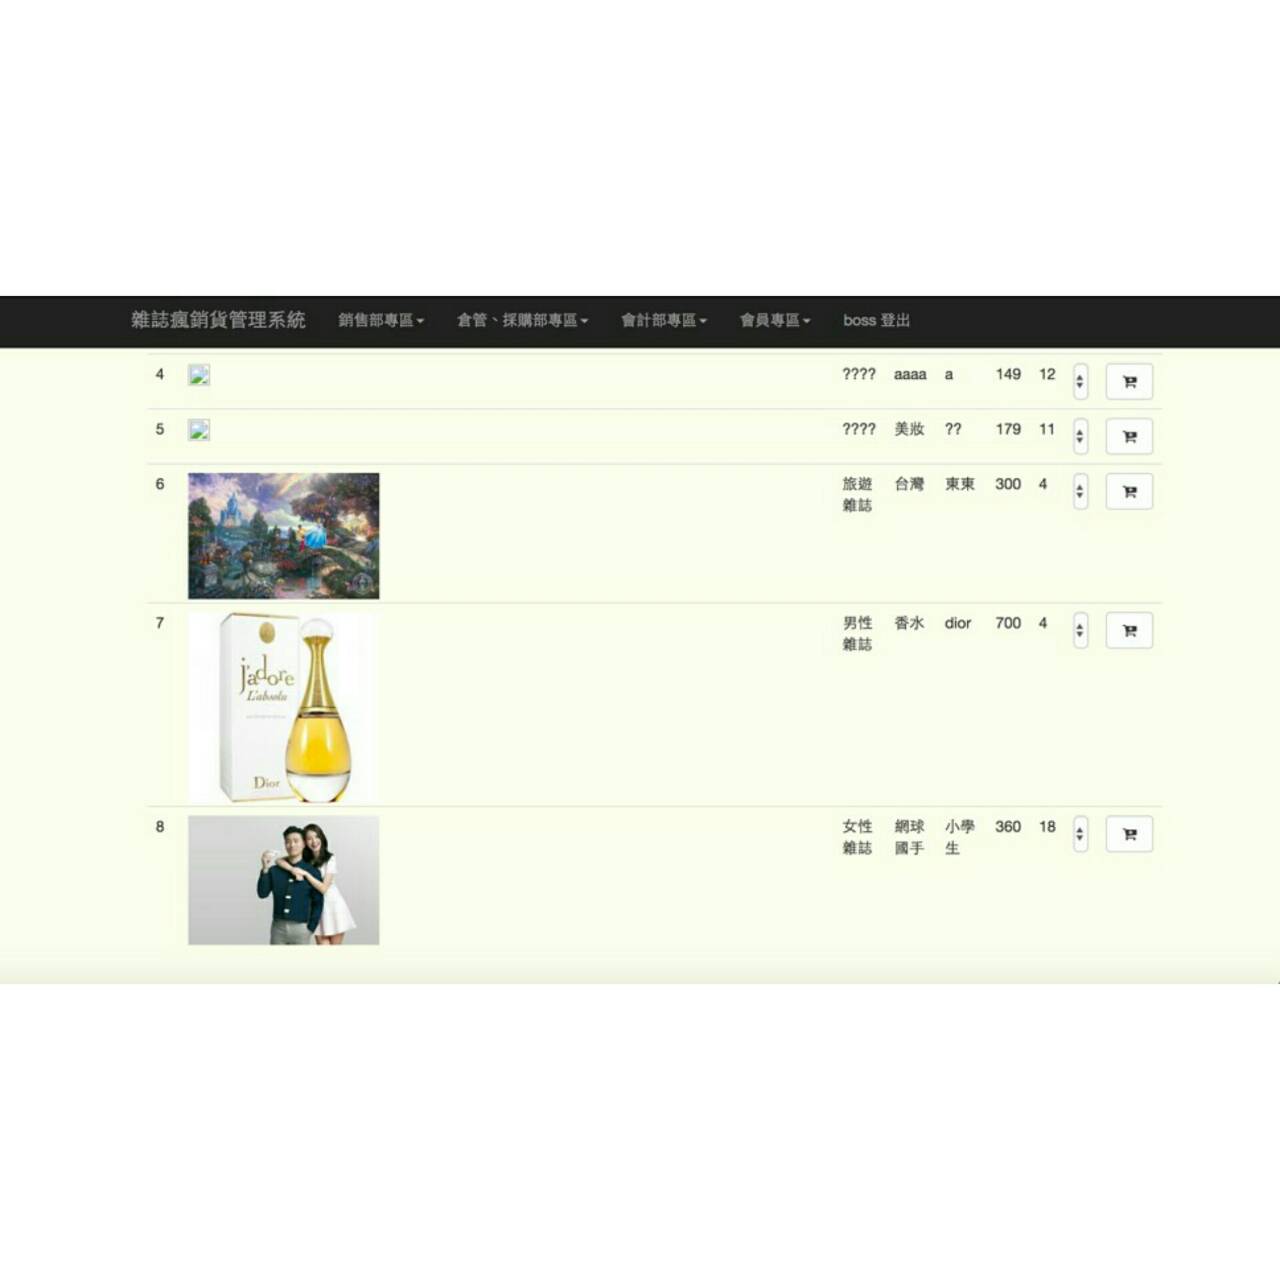 雜誌瘋銷貨管理系統 銷售部專區 倉管、採購部專區 會計部專區 會員專區 boss 登出
4 ???? aaaa a 149 12
5 ???? 美妝 ?? 179 11
6 旅遊 台灣 東東 300 4
雜誌
7 男性 香水 dior 700 4
雜誌
j'adore
L'absolu
Dior
8 女性 網球 小學 360 18
雜誌 國手 生